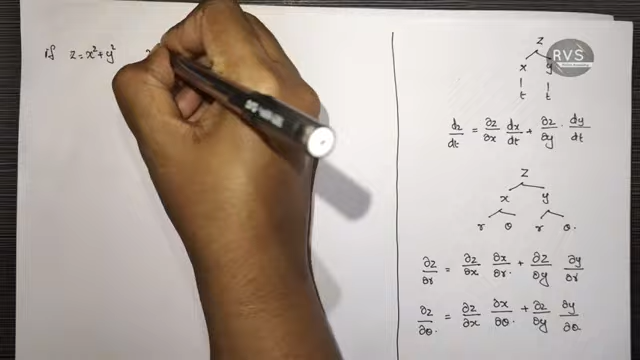 if z = x² + y²
z
RVS
x y
t t
dz/dt = ∂z/∂x dx/dt + ∂z/∂y · dy/dt
z
x y
r θ r θ.
∂z/∂r = ∂z/∂x ∂x/∂r. + ∂z/∂y ∂y/∂r
∂z/∂θ. = ∂z/∂x ∂x/∂θ. + ∂z/∂y ∂y/∂θ